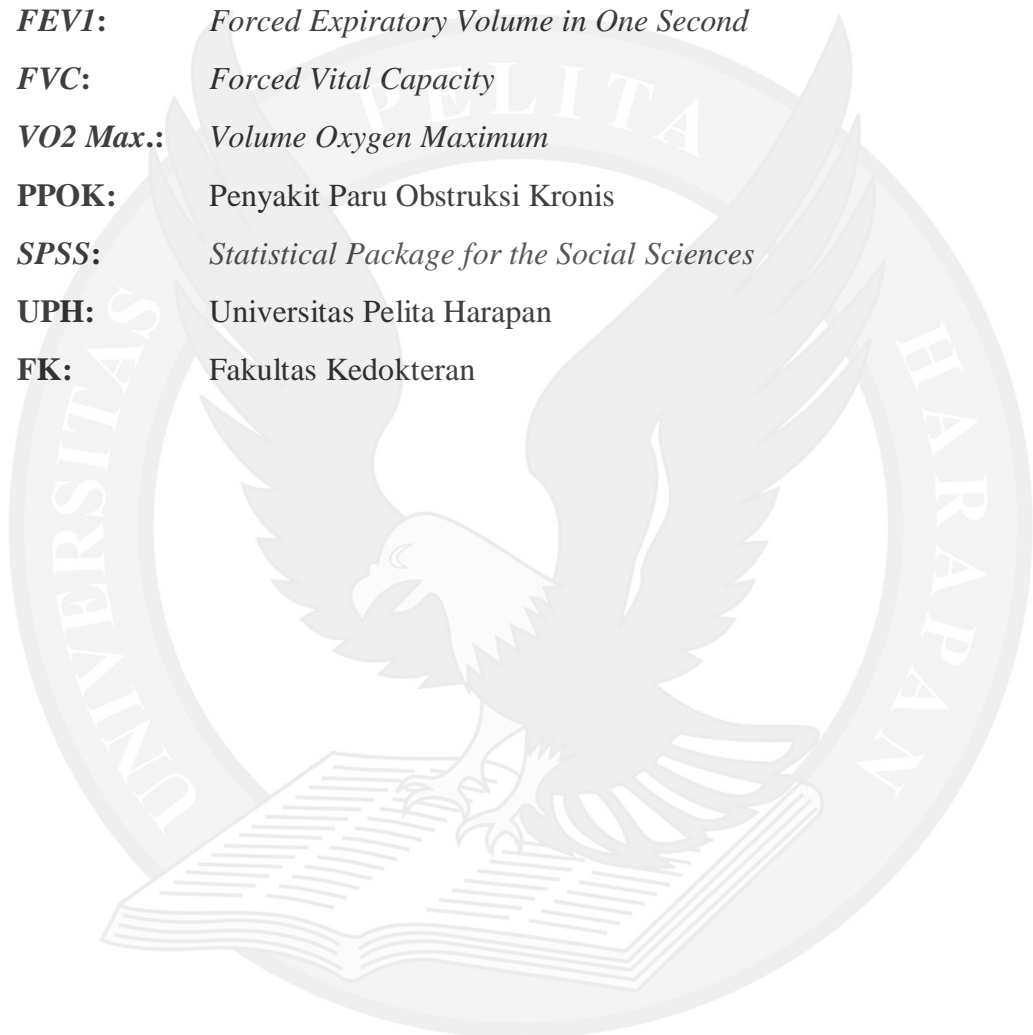 FEV1: Forced Expiratory Volume in One Second
FVC: Forced Vital Capacity
VO2 Max.: Volume Oxygen Maximum
PPOK: Penyakit Paru Obstruksi Kronis
SPSS: Statistical Package for the Social Sciences
UPH: Universitas Pelita Harapan
FK: Fakultas Kedokteran
UNIVERSITAS PELITA HARAPAN